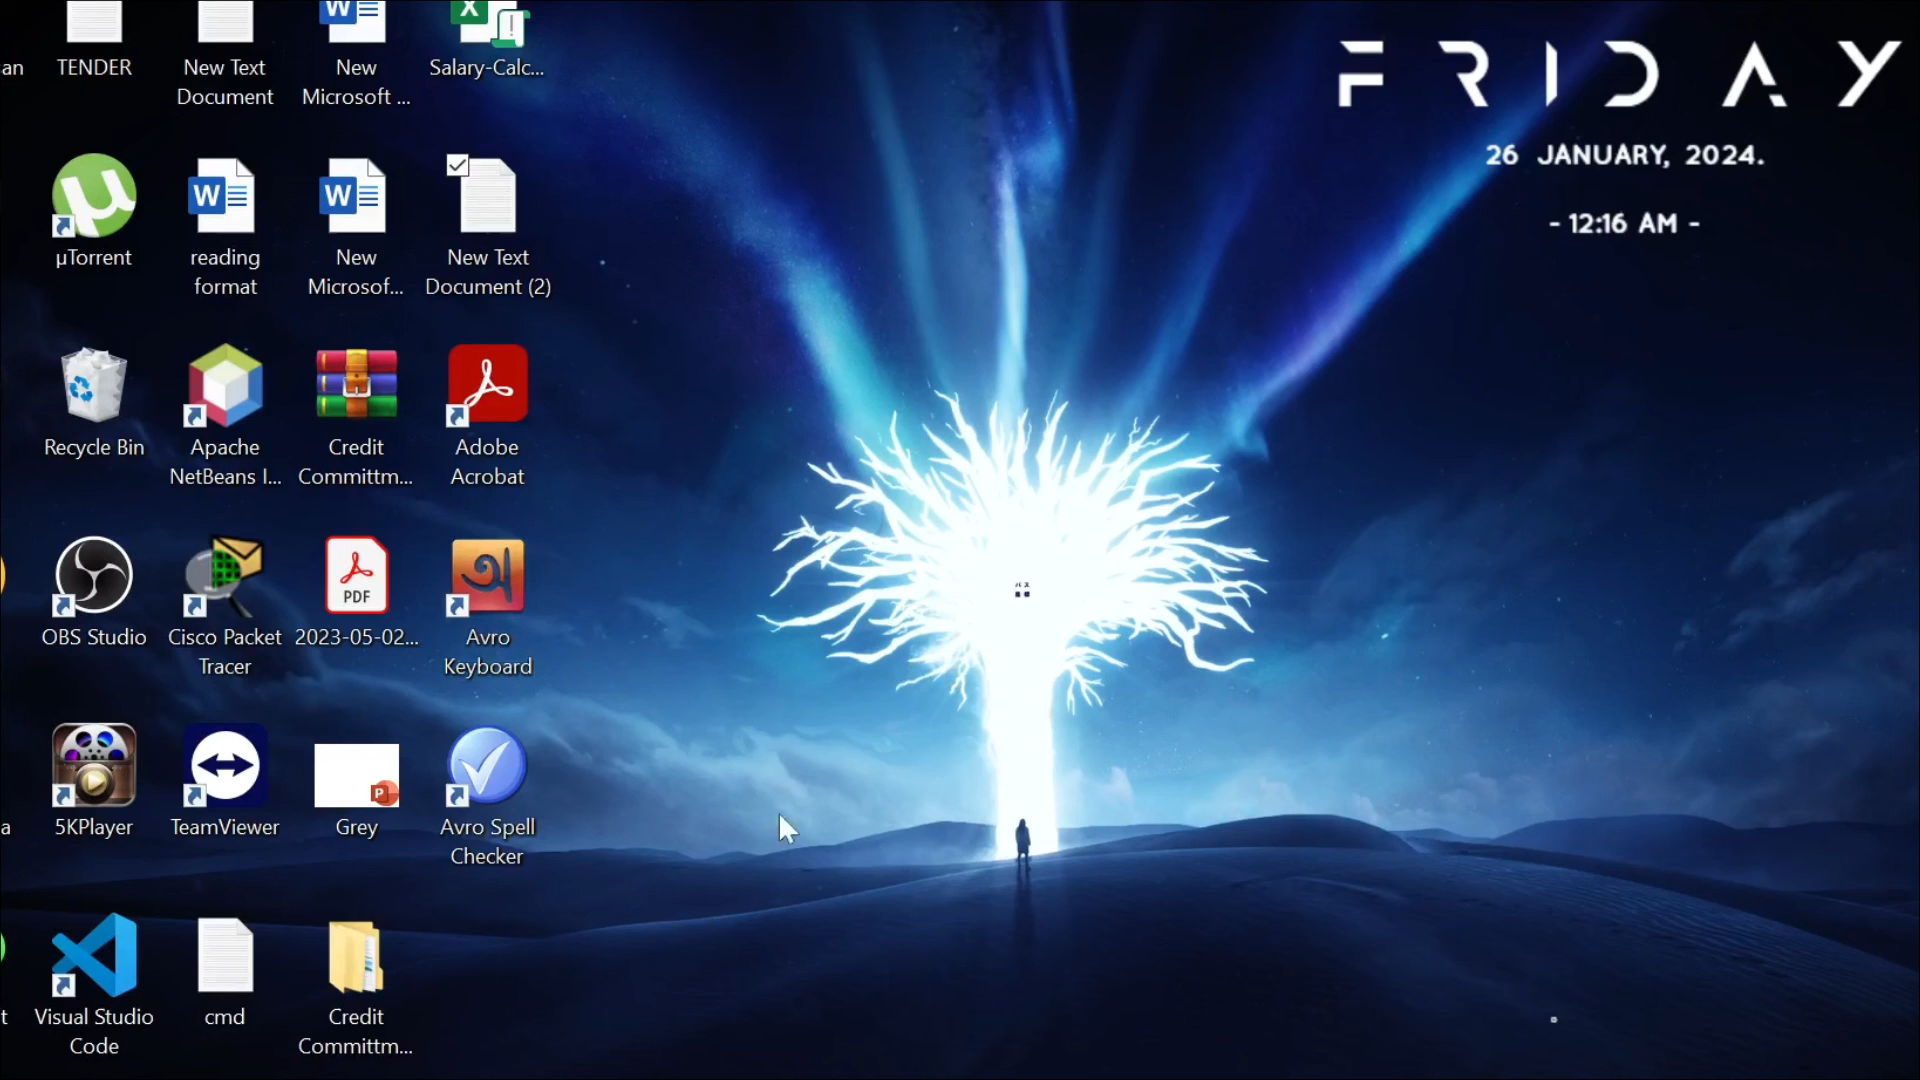 an
TENDER
New Text
Document
New
Microsoft ...
Salary-Calc...
FRIDAY
26 JANUARY, 2024.
- 12:16 AM -
µTorrent
reading
format
New
Microsof...
New Text
Document (2)
Recycle Bin
Apache
NetBeans I...
Credit
Committm...
Adobe
Acrobat
PDF
OBS Studio
Cisco Packet
Tracer
2023-05-02...
অ
Avro
Keyboard
a
5KPlayer
TeamViewer
Grey
Avro Spell
Checker
t
Visual Studio
Code
cmd
Credit
Committm...